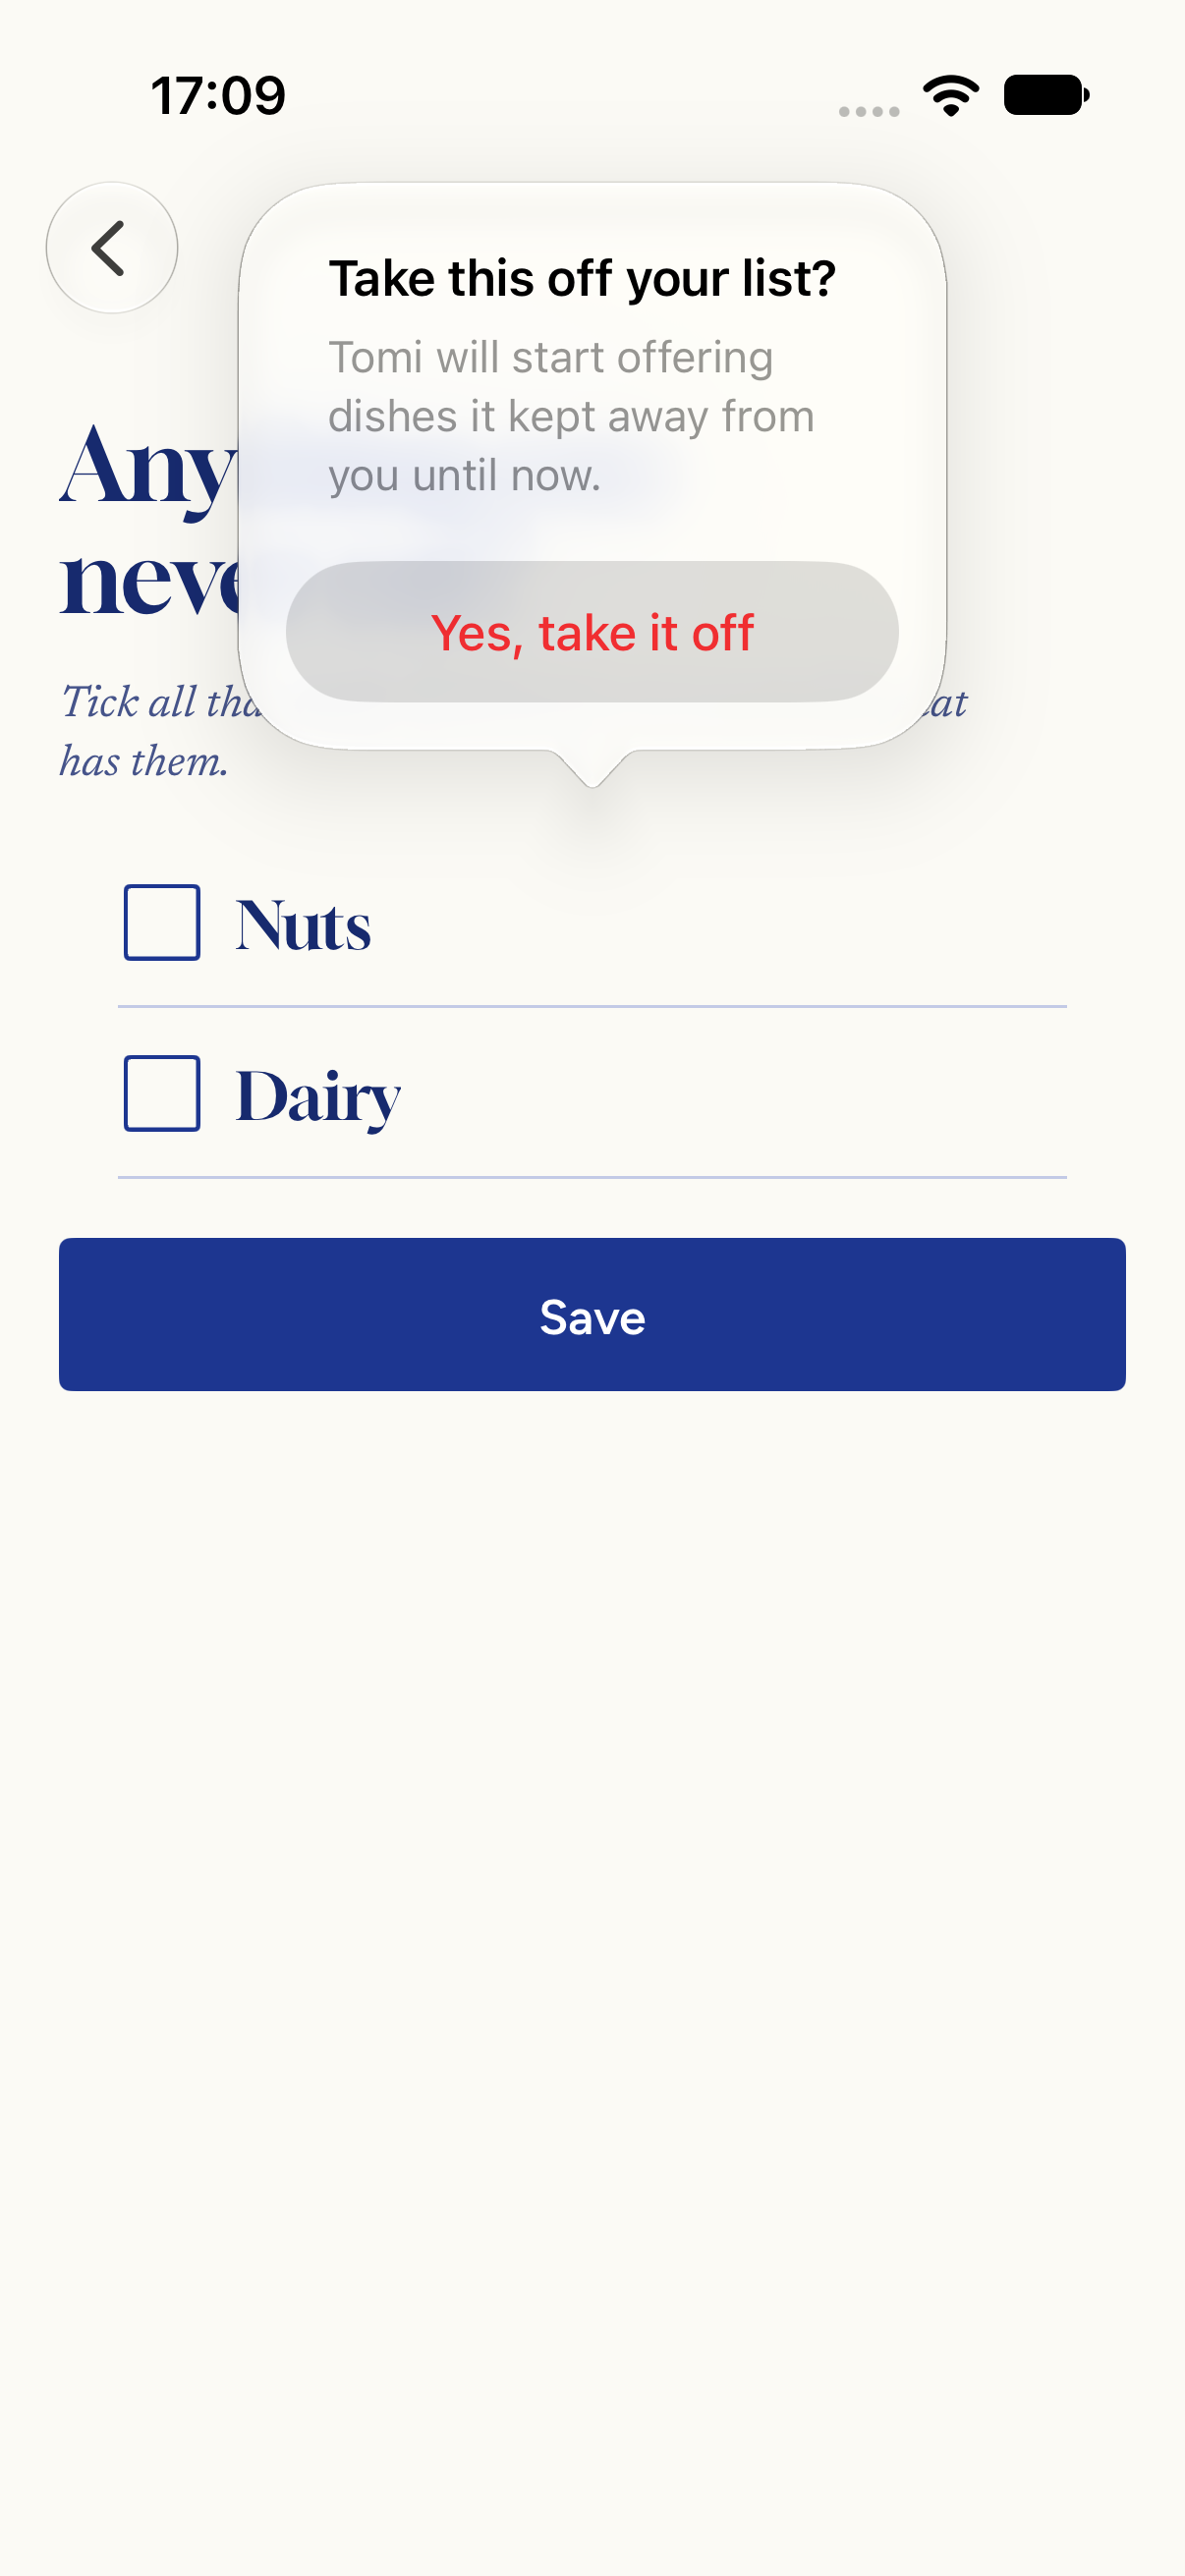 17:09
Take this off your list?
Tomi will start offering
dishes it kept away from
you until now.
Yes, take it off
Any
neve
Tick all tha
has them.
Nuts
Dairy
Save